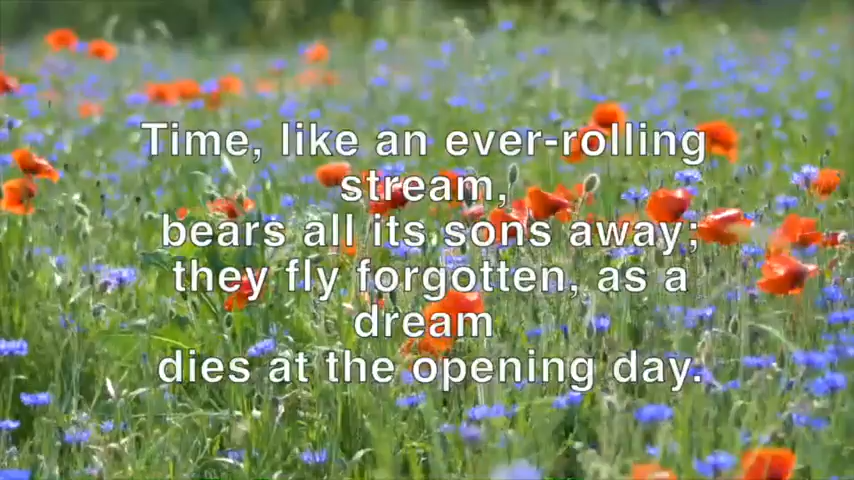 Time, like an ever-rolling
stream,
bears all its sons away;
they fly forgotten, as a
dream
dies at the opening day.